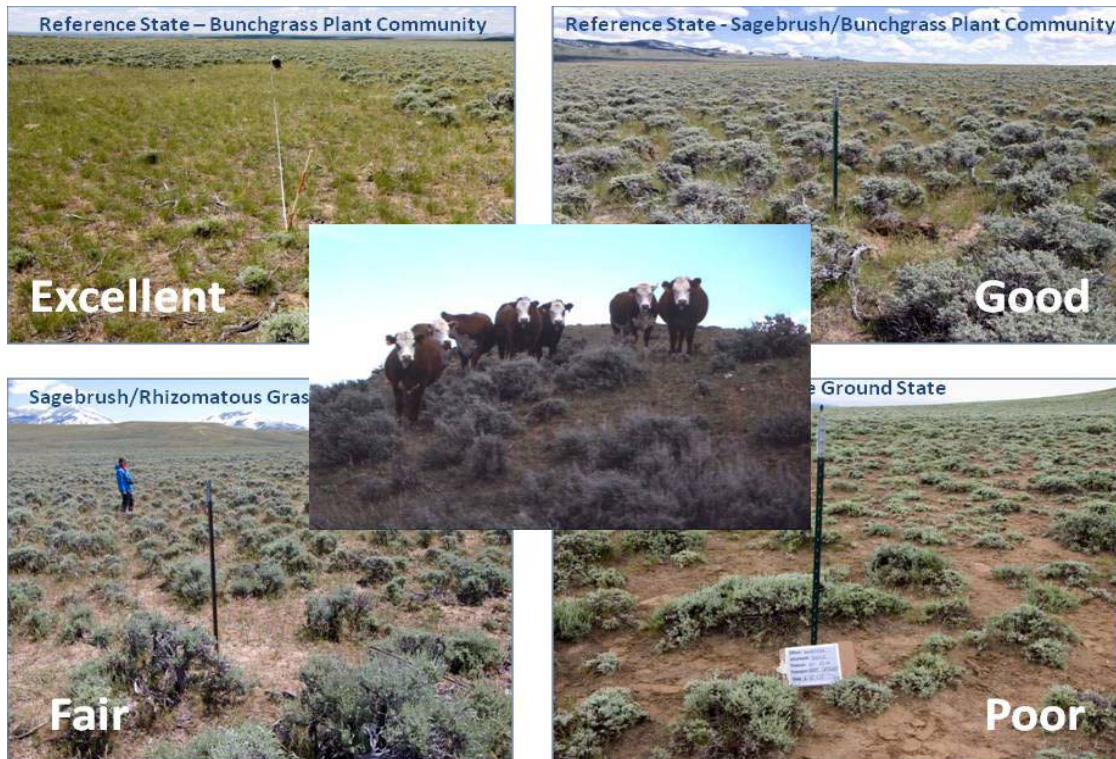 Reference State – Bunchgrass Plant Community
Reference State - Sagebrush/Bunchgrass Plant Community
Excellent
Good
Sagebrush/Rhizomatous Gras
e Ground State
Fair
Poor